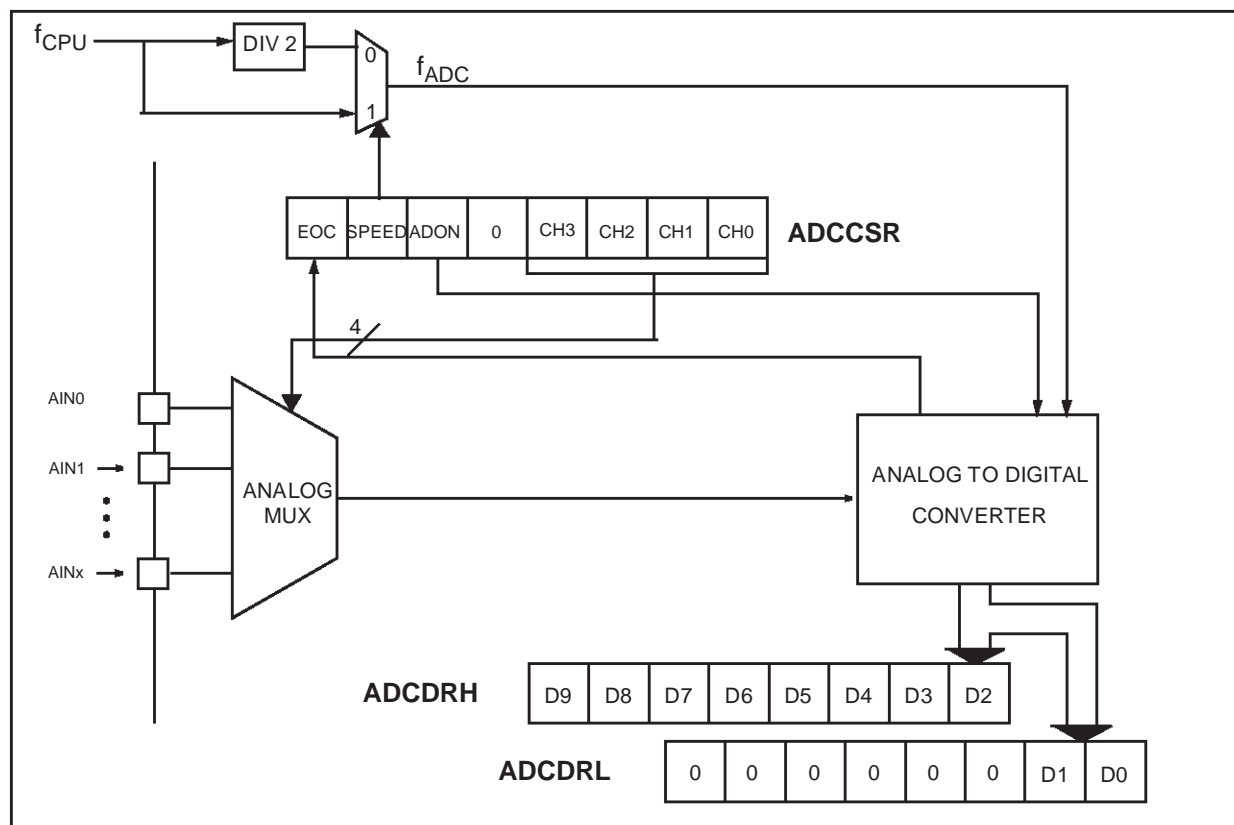 fCPU
DIV 2
0
fADC
1
EOC SPEED ADON 0 CH3 CH2 CH1 CH0 ADCCSR
4
AIN0
AIN1
ANALOG
MUX
ANALOG TO DIGITAL
CONVERTER
AINx
ADCDRH D9 D8 D7 D6 D5 D4 D3 D2
ADCDRL 0 0 0 0 0 0 D1 D0